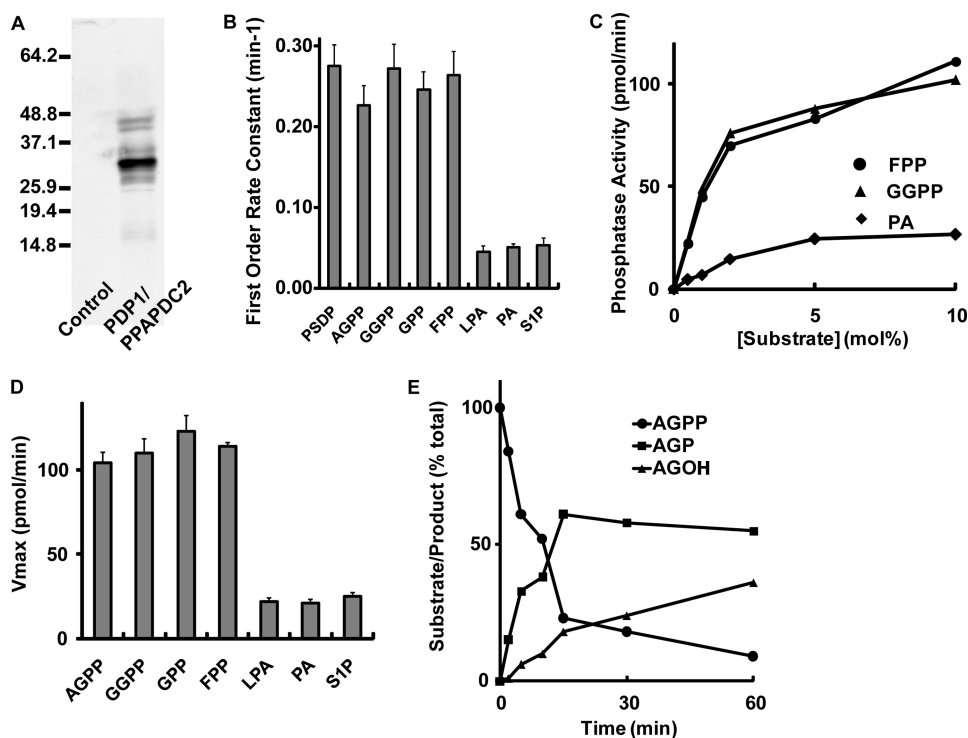 A
64.2
48.8
37.1
25.9
19.4
14.8
Control
PDP1/
PPAPDC2
B
First Order Rate Constant (min-1)
0.30
0.20
0.10
0.00
PSDP
AGPP
GGPP
GPP
FPP
LPA
PA
S1P
C
Phosphatase Activity (pmol/min)
100
50
0
FPP
GGPP
PA
0
5
10
[Substrate] (mol%)
D
Vmax (pmol/min)
100
50
0
AGPP
GGPP
GPP
FPP
LPA
PA
S1P
E
Substrate/Product (% total)
100
50
0
AGPP
AGP
AGOH
0
30
60
Time (min)